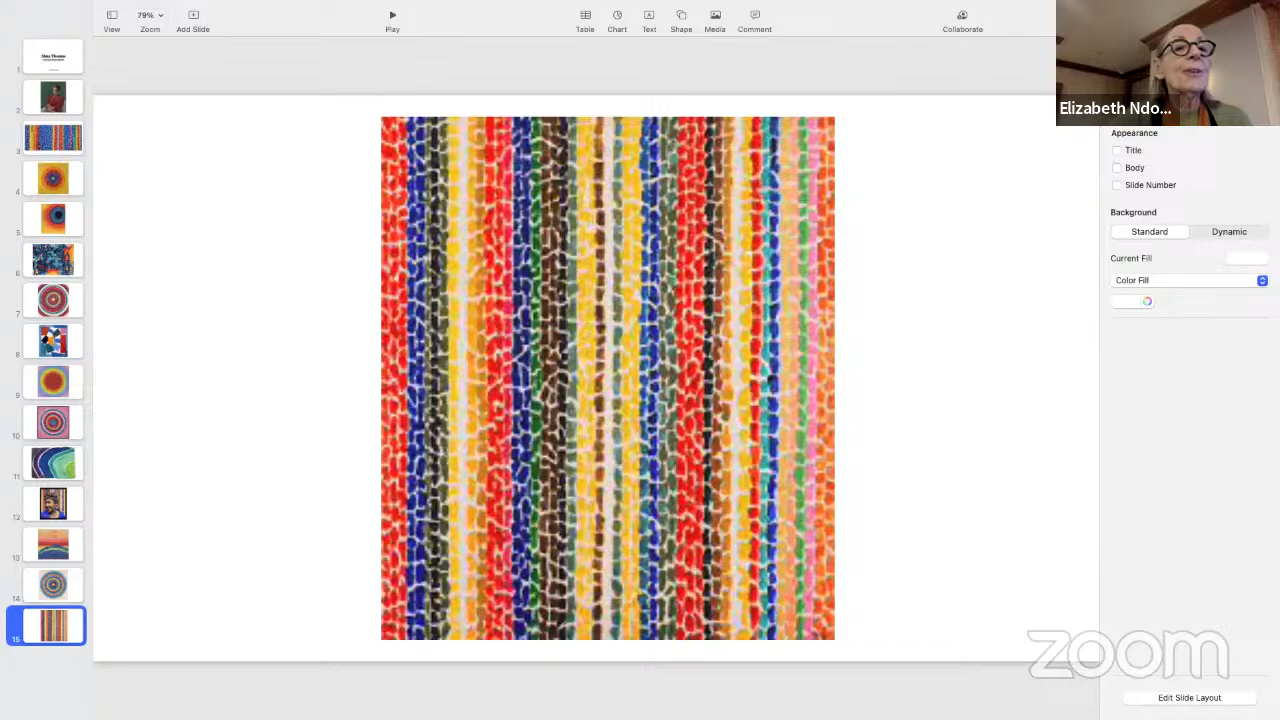 79%
View
Zoom
Add Slide
Play
Table
Chart
Text
Shape
Media
Comment
Collaborate
Elizabeth Ndo...
Appearance
Title
Body
Slide Number
Background
Standard
Dynamic
Current Fill
Color Fill
Edit Slide Layout
zoom
1
Alma Thomas
2
3
4
5
6
7
8
9
10
11
12
13
14
15